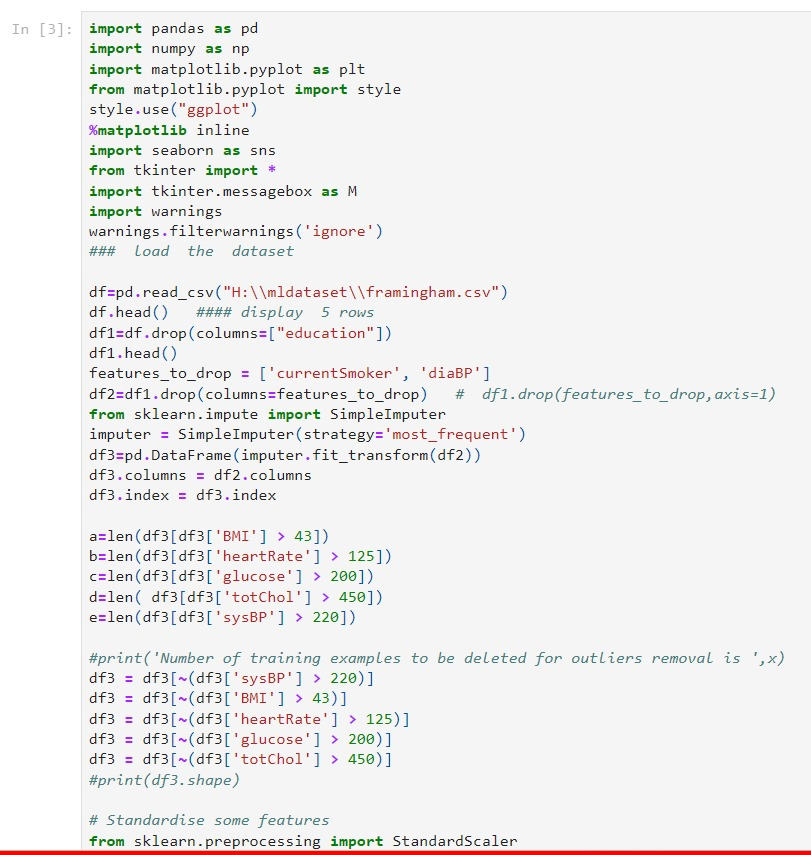 In [3]:
import pandas as pd
import numpy as np
import matplotlib.pyplot as plt
from matplotlib.pyplot import style
style.use("ggplot")
%matplotlib inline
import seaborn as sns
from tkinter import *
import tkinter.messagebox as M
import warnings
warnings.filterwarnings('ignore')
###  load  the  dataset
df=pd.read_csv("H:\\mldataset\\framingham.csv")
df.head()   #### display  5 rows
df1=df.drop(columns=["education"])
df1.head()
features_to_drop = ['currentSmoker', 'diaBP']
df2=df1.drop(columns=features_to_drop)   #  df1.drop(features_to_drop,axis=1)
from sklearn.impute import SimpleImputer
imputer = SimpleImputer(strategy='most_frequent')
df3=pd.DataFrame(imputer.fit_transform(df2))
df3.columns = df2.columns
df3.index = df3.index
a=len(df3[df3['BMI'] > 43])
b=len(df3[df3['heartRate'] > 125])
c=len(df3[df3['glucose'] > 200])
d=len( df3[df3['totChol'] > 450])
e=len(df3[df3['sysBP'] > 220])
#print('Number of training examples to be deleted for outliers removal is ',x)
df3 = df3[~(df3['sysBP'] > 220)]
df3 = df3[~(df3['BMI'] > 43)]
df3 = df3[~(df3['heartRate'] > 125)]
df3 = df3[~(df3['glucose'] > 200)]
df3 = df3[~(df3['totChol'] > 450)]
#print(df3.shape)
# Standardise some features
from sklearn.preprocessing import StandardScaler